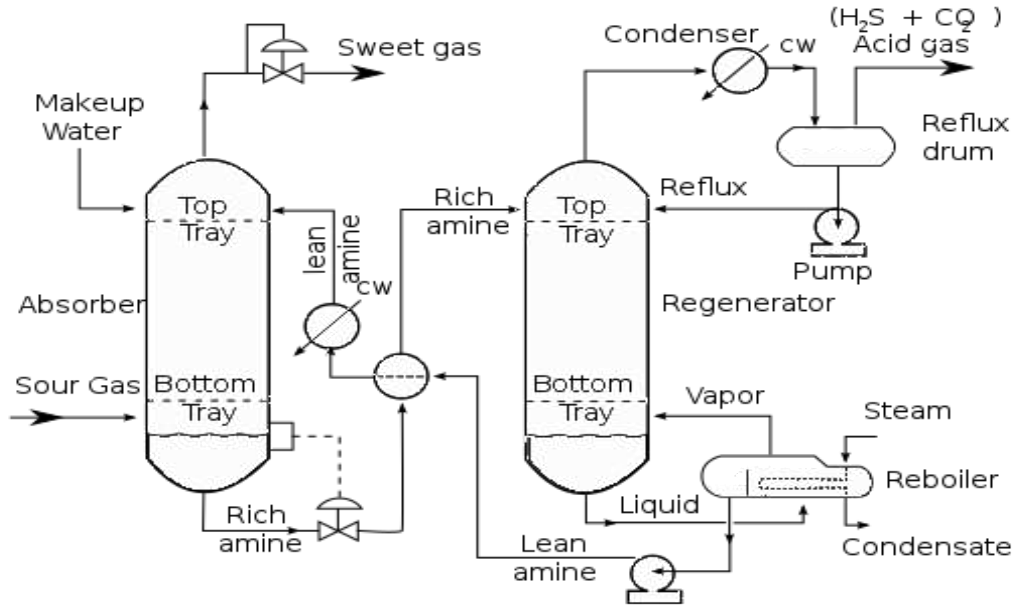 (H2S + CO2 )
Acid gas
Condenser
cw
Sweet gas
Makeup
Water
Reflux
drum
Rich
amine
Reflux
Top
Tray
Top
Tray
lean
amine
Pump
Absorber
cw
Regenerator
Sour Gas
Bottom
Tray
Bottom
Tray
Vapor
Steam
Reboiler
Rich
amine
Liquid
Lean
amine
Condensate